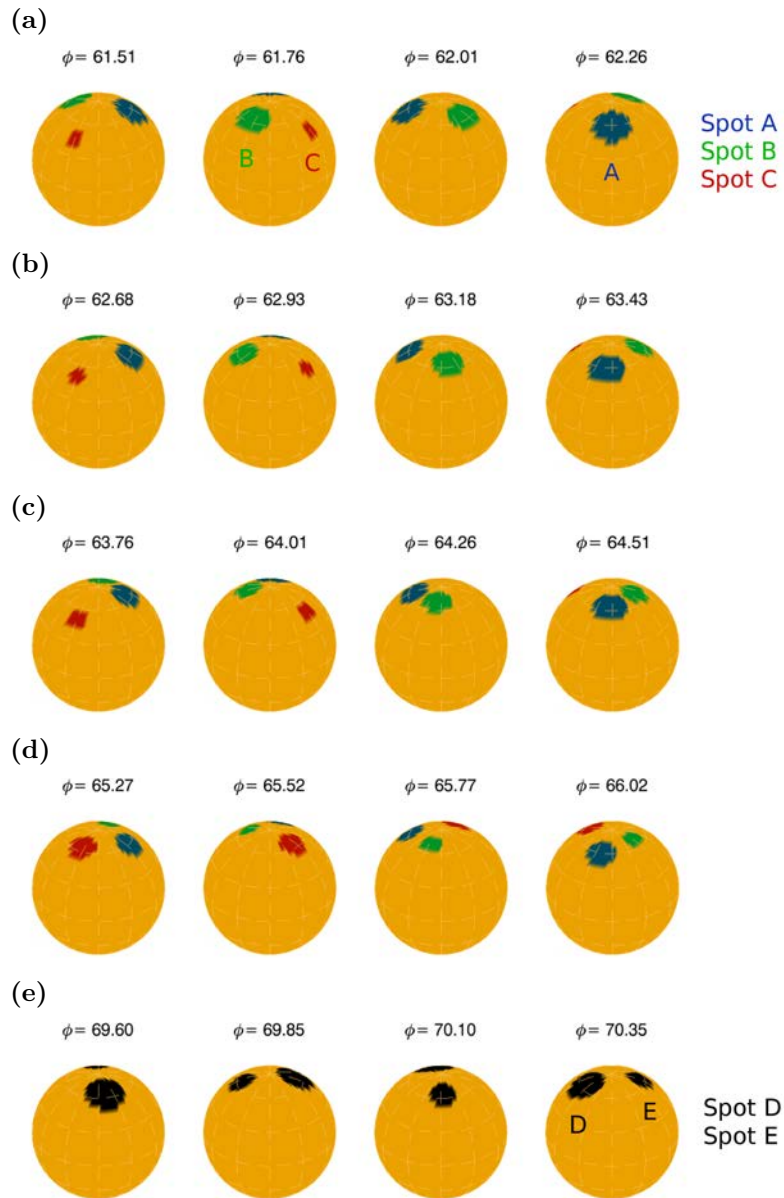 (a)
ϕ= 61.51 ϕ= 61.76 ϕ= 62.01 ϕ= 62.26
Spot A
Spot B
Spot C
B C A
(b)
ϕ= 62.68 ϕ= 62.93 ϕ= 63.18 ϕ= 63.43
(c)
ϕ= 63.76 ϕ= 64.01 ϕ= 64.26 ϕ= 64.51
(d)
ϕ= 65.27 ϕ= 65.52 ϕ= 65.77 ϕ= 66.02
(e)
ϕ= 69.60 ϕ= 69.85 ϕ= 70.10 ϕ= 70.35
Spot D
Spot E
D E